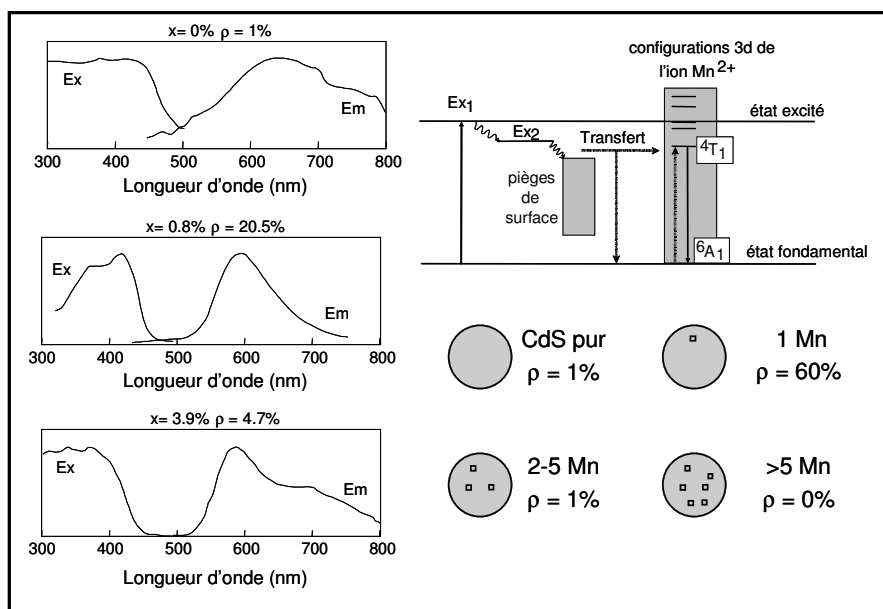 x= 0% ρ = 1%
Ex
Em
300 400 500 600 700 800
Longueur d'onde (nm)
x= 0.8% ρ = 20.5%
Ex
Em
300 400 500 600 700 800
x= 3.9% ρ = 4.7%
Ex
Em
300 400 500 600 700 800
Longueur d'onde (nm)
configurations 3d de
l'ion Mn2+
Ex1
état excité
Ex2
Transfert
4T1
pièges
de
surface
6A1
état fondamental
CdS pur
ρ = 1%
1 Mn
ρ = 60%
2-5 Mn
ρ = 1%
>5 Mn
ρ = 0%